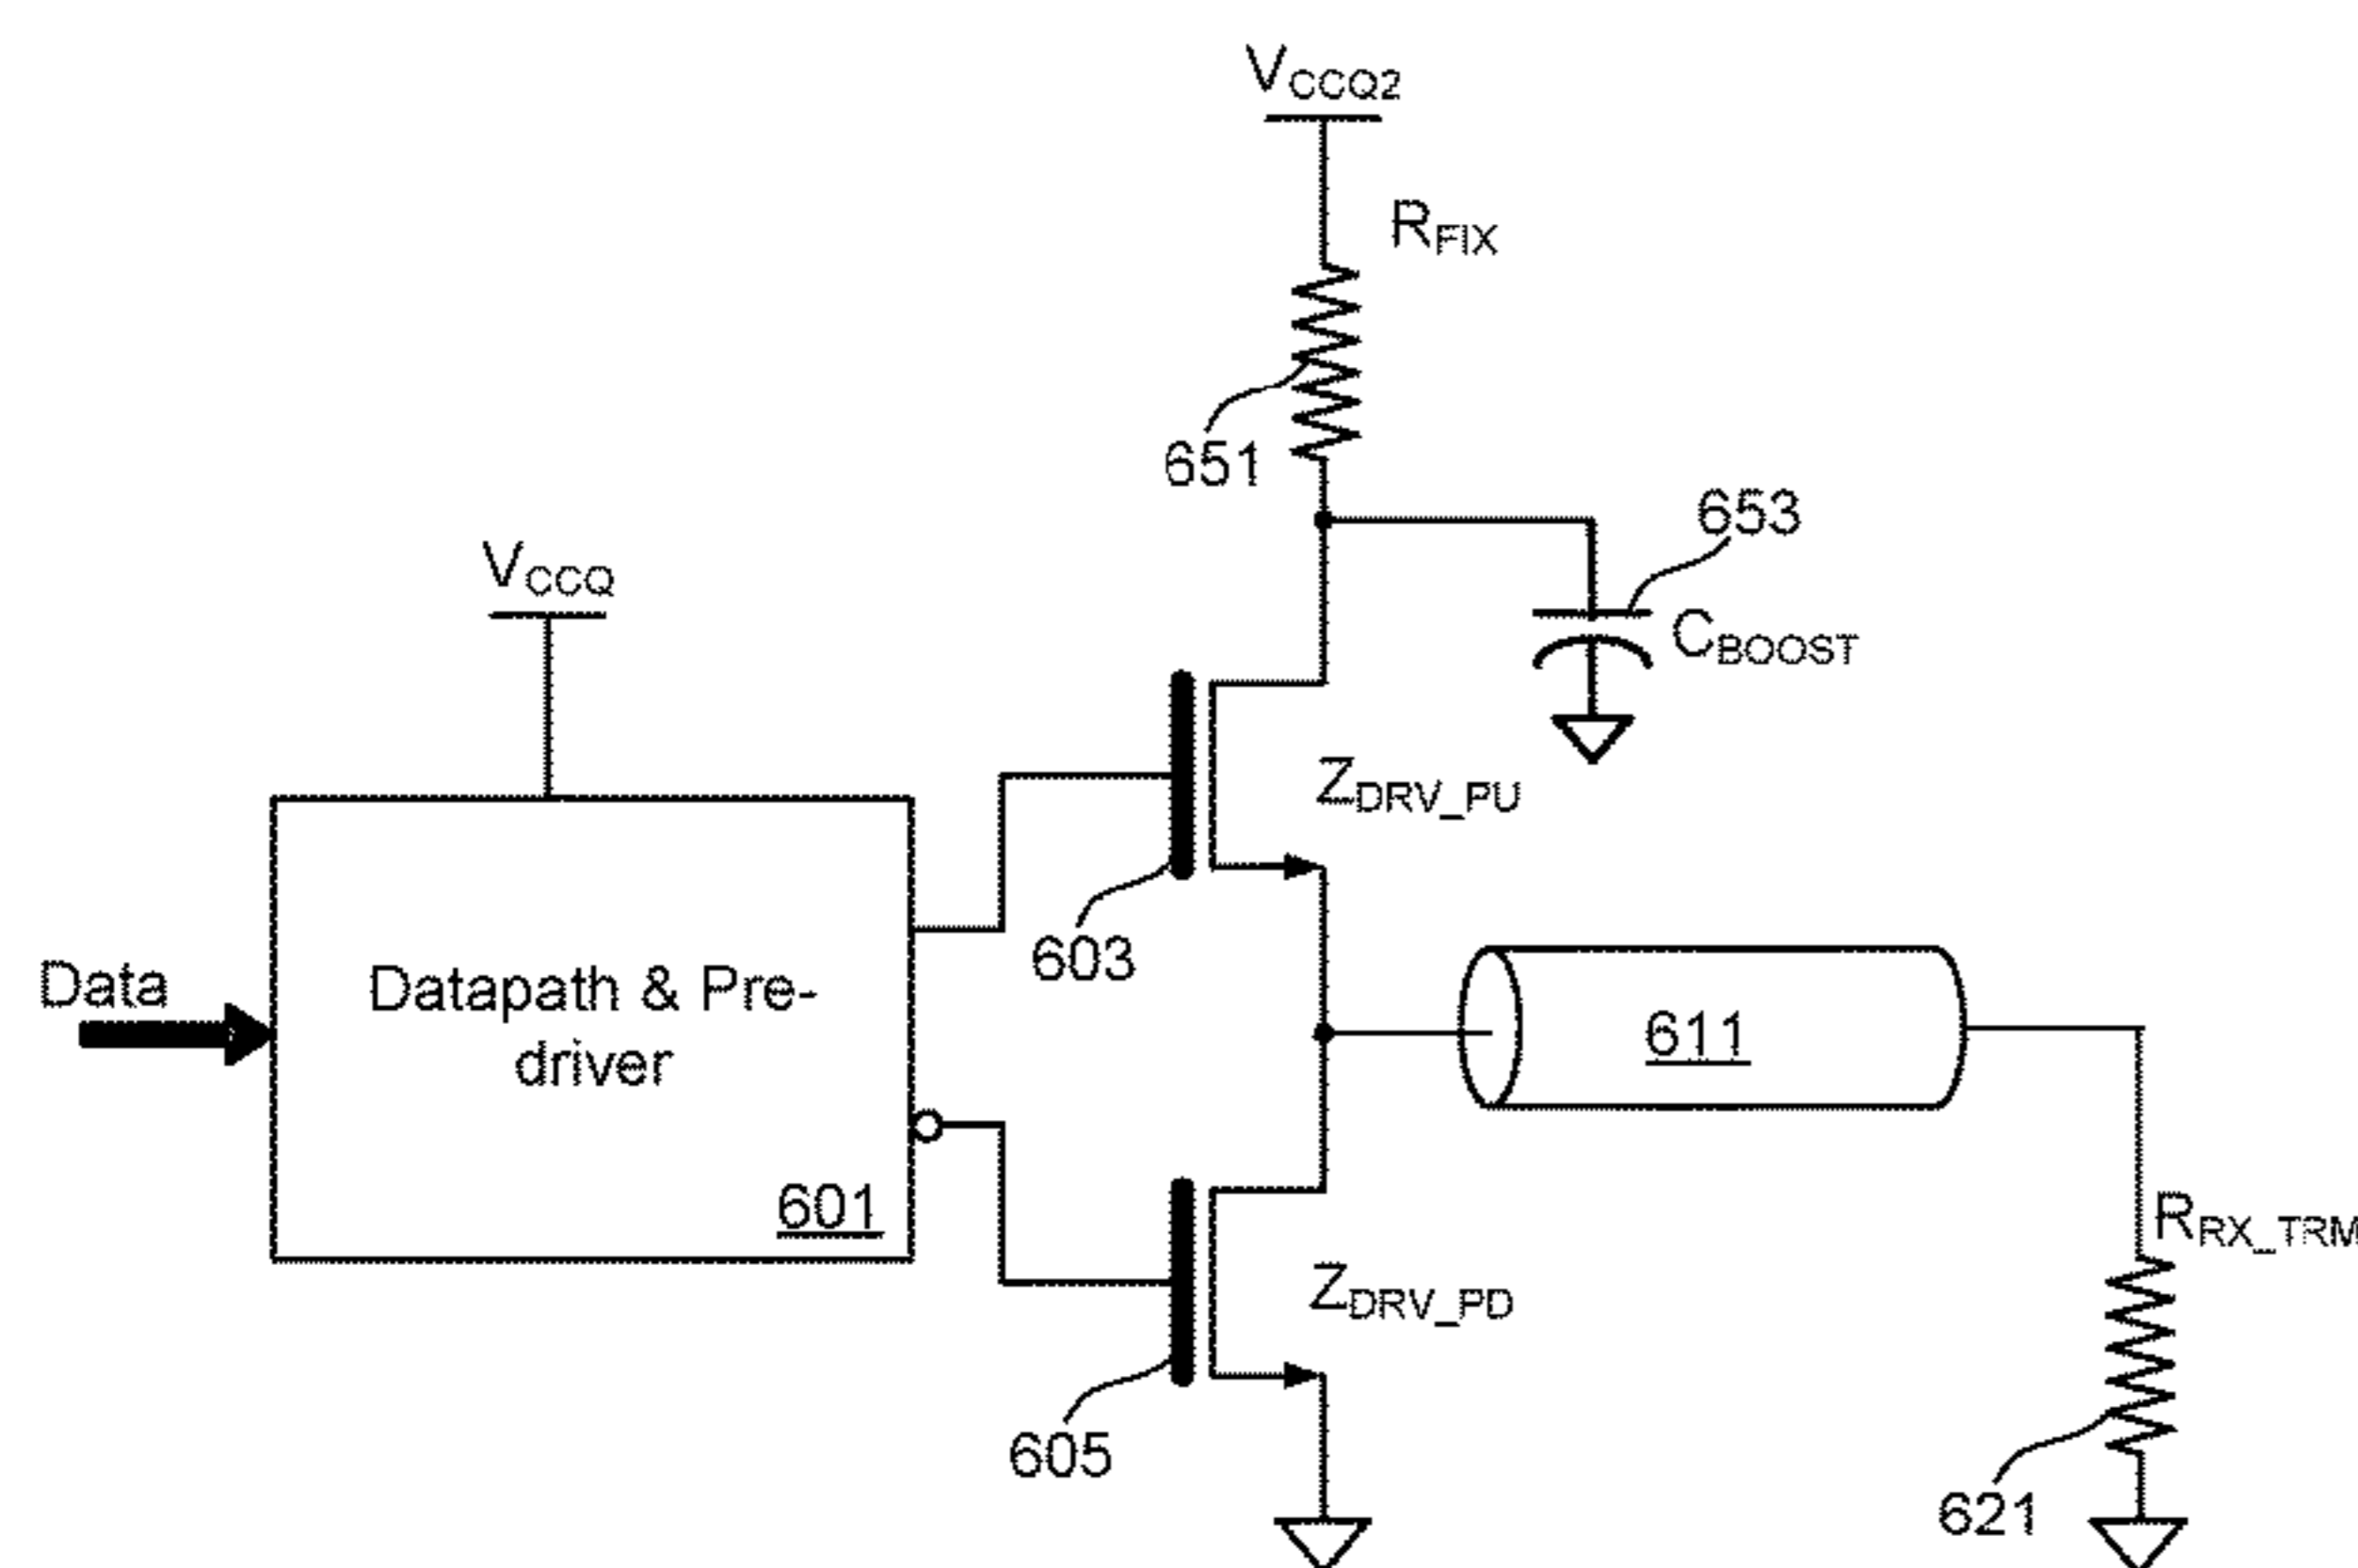 VCCQ2
RFIX
651
653
VCCQ
CBOOST
ZDRV_PU
603
Data
Datapath & Pre-
driver
611
601
RRX_TRM
ZDRV_PD
605
621